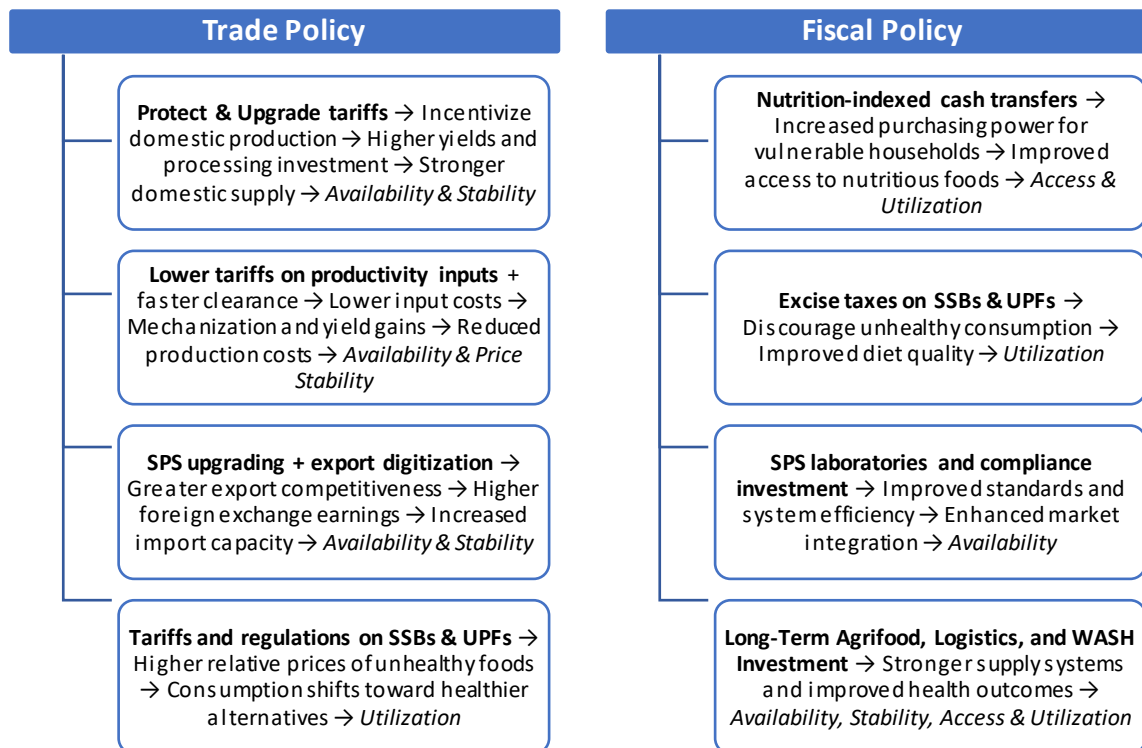 Trade Policy
Protect & Upgrade tariffs → Incentivize
domestic production → Higher yields and
processing investment → Stronger
domestic supply → Availability & Stability
Lower tariffs on productivity inputs +
faster clearance → Lower input costs →
Mechanization and yield gains → Reduced
production costs → Availability & Price
Stability
SPS upgrading + export digitization →
Greater export competitiveness → Higher
foreign exchange earnings → Increased
import capacity → Availability & Stability
Tariffs and regulations on SSBs & UPFs →
Higher relative prices of unhealthy foods
→ Consumption shifts toward healthier
alternatives → Utilization
Fiscal Policy
Nutrition-indexed cash transfers →
Increased purchasing power for
vulnerable households → Improved
access to nutritious foods → Access &
Utilization
Excise taxes on SSBs & UPFs →
Discourage unhealthy consumption →
Improved diet quality → Utilization
SPS laboratories and compliance
investment → Improved standards and
system efficiency → Enhanced market
integration → Availability
Long-Term Agrifood, Logistics, and WASH
Investment → Stronger supply systems
and improved health outcomes →
Availability, Stability, Access & Utilization